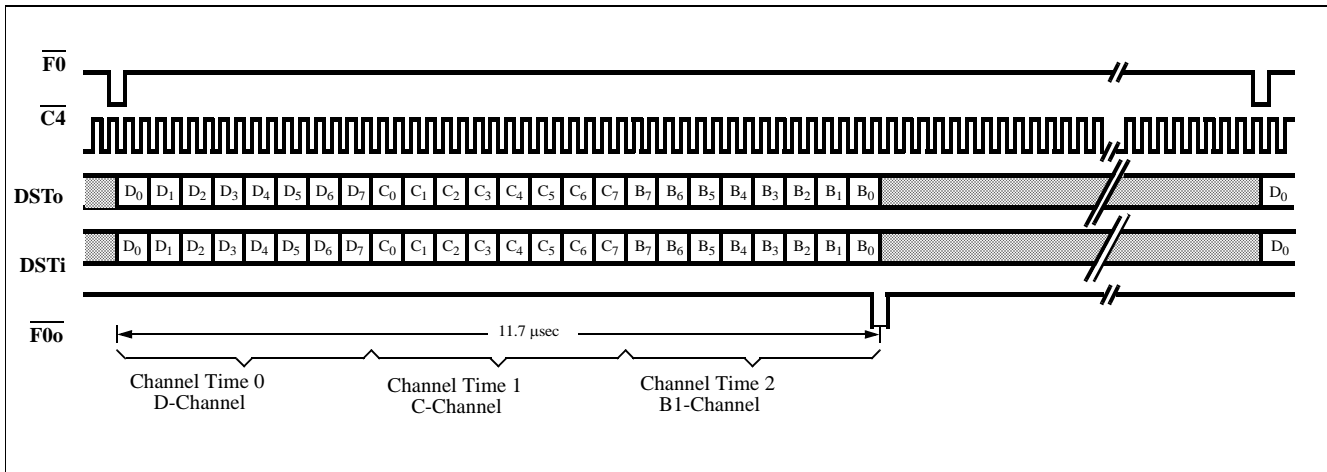 F0
C4
DSTo D0 D1 D2 D3 D4 D5 D6 D7 C0 C1 C2 C3 C4 C5 C6 C7 B7 B6 B5 B4 B3 B2 B1 B0 D0
DSTi D0 D1 D2 D3 D4 D5 D6 D7 C0 C1 C2 C3 C4 C5 C6 C7 B7 B6 B5 B4 B3 B2 B1 B0 D0
F0o
11.7 µsec
Channel Time 0
D-Channel
Channel Time 1
C-Channel
Channel Time 2
B1-Channel